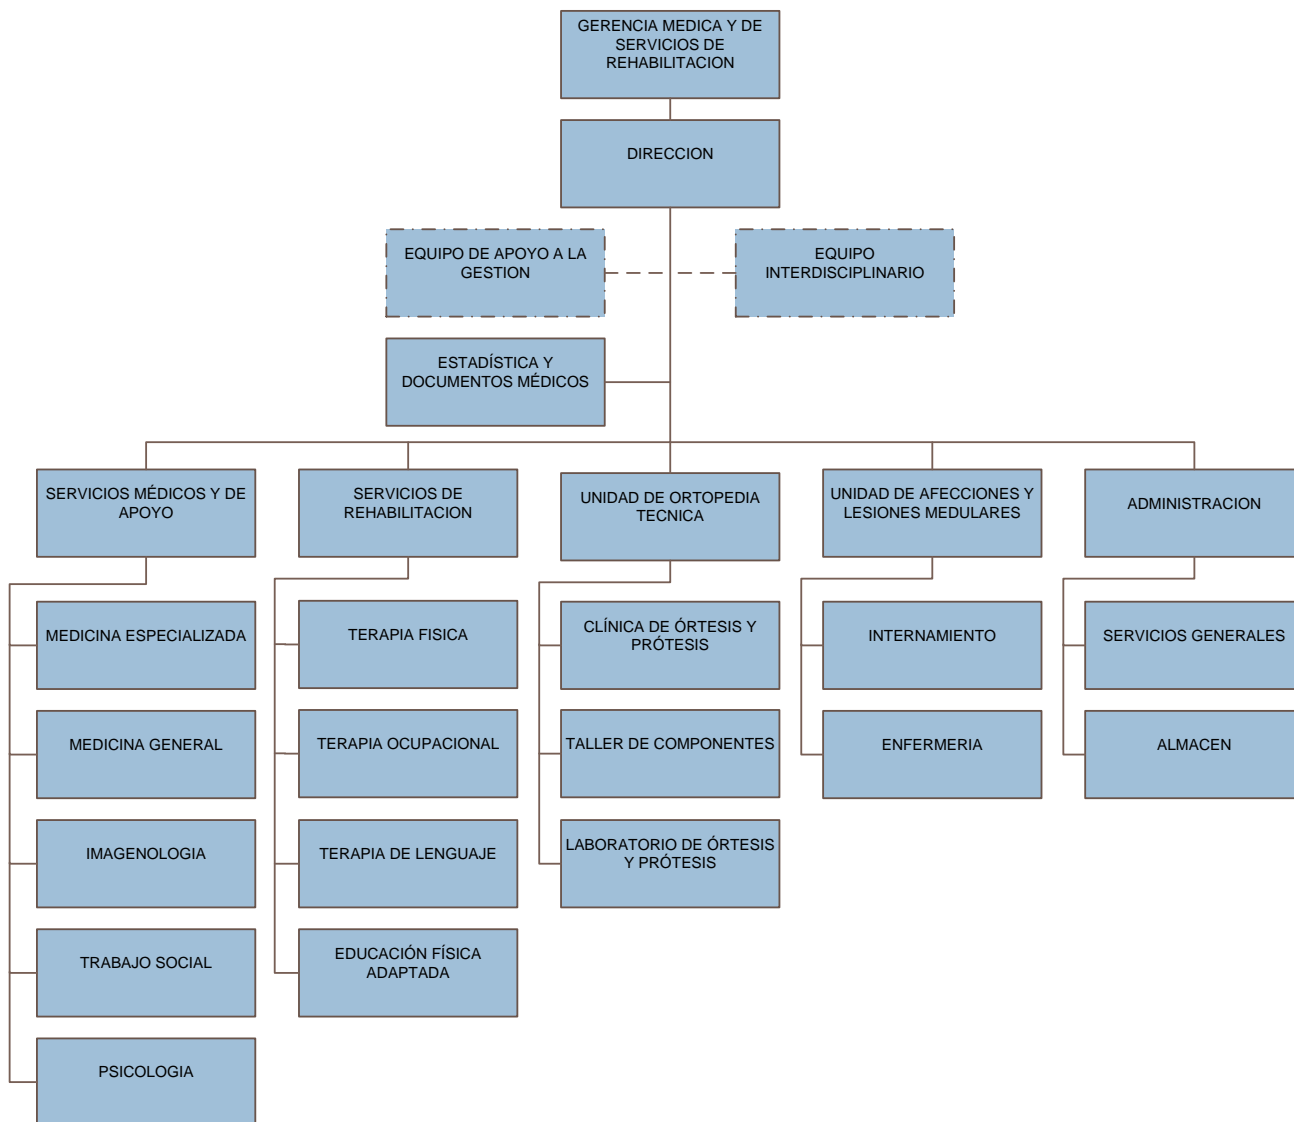 GERENCIA MEDICA Y DE
SERVICIOS DE
REHABILITACION
DIRECCION
EQUIPO DE APOYO A LA
GESTION
EQUIPO
INTERDISCIPLINARIO
ESTADÍSTICA Y
DOCUMENTOS MÉDICOS
SERVICIOS MÉDICOS Y DE
APOYO
SERVICIOS DE
REHABILITACION
UNIDAD DE ORTOPEDIA
TECNICA
UNIDAD DE AFECCIONES Y
LESIONES MEDULARES
ADMINISTRACION
MEDICINA ESPECIALIZADA
TERAPIA FISICA
CLÍNICA DE ÓRTESIS Y
PRÓTESIS
INTERNAMIENTO
SERVICIOS GENERALES
MEDICINA GENERAL
TERAPIA OCUPACIONAL
TALLER DE COMPONENTES
ENFERMERIA
ALMACEN
IMAGENOLOGIA
TERAPIA DE LENGUAJE
LABORATORIO DE ÓRTESIS
Y PRÓTESIS
TRABAJO SOCIAL
EDUCACIÓN FÍSICA
ADAPTADA
PSICOLOGIA